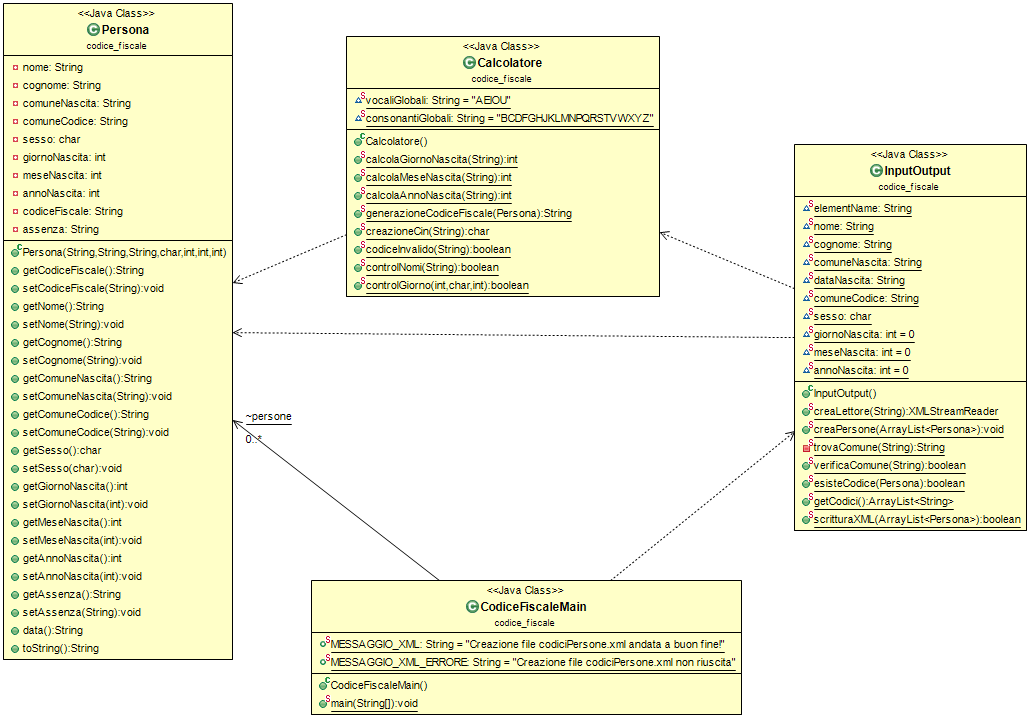 <<Java Class>>
Persona
codice_fiscale
nome: String
cognome: String
comuneNascita: String
comuneCodice: String
sesso: char
giornoNascita: int
meseNascita: int
annoNascita: int
codiceFiscale: String
assenza: String
Persona(String,String,String,char,int,int,int)
getCodiceFiscale():String
setCodiceFiscale(String):void
getNome():String
setNome(String):void
getCognome():String
setCognome(String):void
getComuneNascita():String
setComuneNascita(String):void
getComuneCodice():String
setComuneCodice(String):void
getSesso():char
setSesso(char):void
getGiornoNascita():int
setGiornoNascita(int):void
getMeseNascita():int
setMeseNascita(int):void
getAnnoNascita():int
setAnnoNascita(int):void
getAssenza():String
setAssenza(String):void
data():String
toString():String
<<Java Class>>
Calcolatore
codice_fiscale
vocaliGlobali: String = "AEIOU"
consonantiGlobali: String = "BCDFGHJKLMNPQRSTVWXYZ"
Calcolatore()
calcolaGiornoNascita(String):int
calcolaMeseNascita(String):int
calcolaAnnoNascita(String):int
generazioneCodiceFiscale(Persona):String
creazioneCin(String):char
codiceInvalido(String):boolean
controlNomi(String):boolean
controlGiorno(int,char,int):boolean
<<Java Class>>
InputOutput
codice_fiscale
elementName: String
nome: String
cognome: String
comuneNascita: String
dataNascita: String
comuneCodice: String
sesso: char
giornoNascita: int = 0
meseNascita: int = 0
annoNascita: int = 0
InputOutput()
creaLettore(String):XMLStreamReader
creaPersone(ArrayList<Persona>):void
trovaComune(String):String
verificaComune(String):boolean
esisteCodice(Persona):boolean
getCodici():ArrayList<String>
scritturaXML(ArrayList<Persona>):boolean
~persone
0..*
<<Java Class>>
CodiceFiscaleMain
codice_fiscale
MESSAGGIO_XML: String = "Creazione file codiciPersone.xml andata a buon fine!"
MESSAGGIO_XML_ERRORE: String = "Creazione file codiciPersone.xml non riuscita"
CodiceFiscaleMain()
main(String[]):void